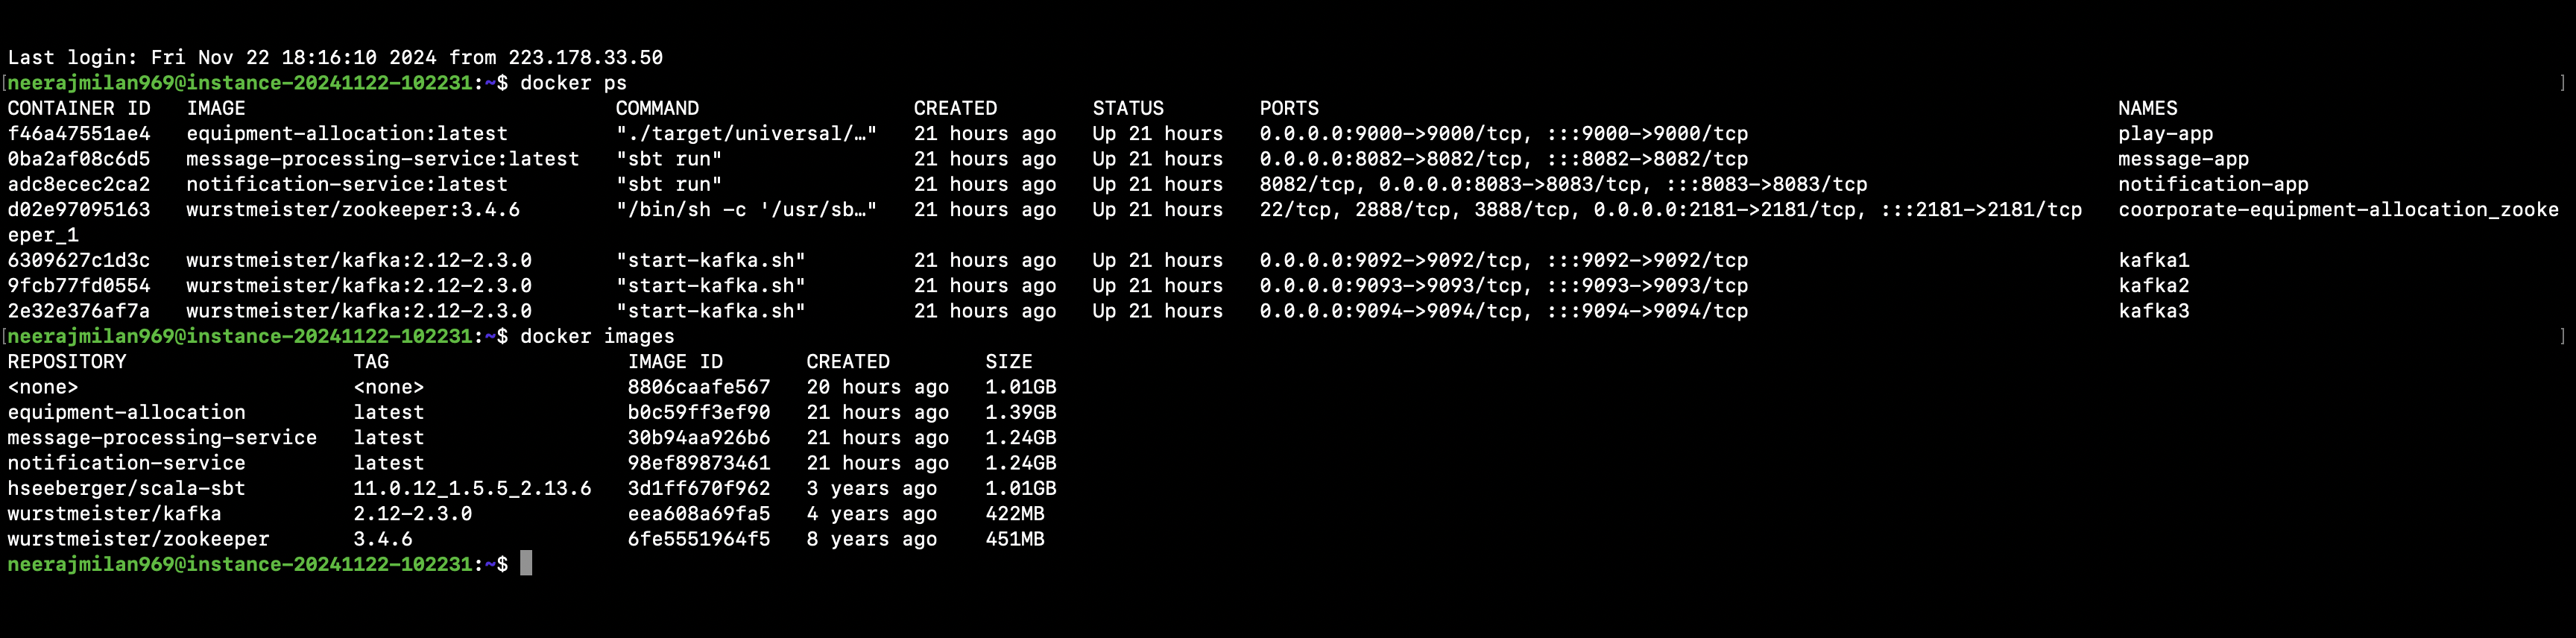 Last login: Fri Nov 22 18:16:10 2024 from 223.178.33.50
[neerajmilan969@instance-20241122-102231:~$ docker ps ]
CONTAINER ID   IMAGE                               COMMAND                  CREATED        STATUS        PORTS                                                                   NAMES
f46a47551ae4   equipment-allocation:latest         "./target/universal/…"   21 hours ago   Up 21 hours   0.0.0.0:9000->9000/tcp, :::9000->9000/tcp                               play-app
0ba2af08c6d5   message-processing-service:latest   "sbt run"                21 hours ago   Up 21 hours   0.0.0.0:8082->8082/tcp, :::8082->8082/tcp                               message-app
adc8ecec2ca2   notification-service:latest         "sbt run"                21 hours ago   Up 21 hours   8082/tcp, 0.0.0.0:8083->8083/tcp, :::8083->8083/tcp                     notification-app
d02e97095163   wurstmeister/zookeeper:3.4.6        "/bin/sh -c '/usr/sb…"   21 hours ago   Up 21 hours   22/tcp, 2888/tcp, 3888/tcp, 0.0.0.0:2181->2181/tcp, :::2181->2181/tcp   coorporate-equipment-allocation_zooke
eper_1
6309627c1d3c   wurstmeister/kafka:2.12-2.3.0       "start-kafka.sh"         21 hours ago   Up 21 hours   0.0.0.0:9092->9092/tcp, :::9092->9092/tcp                               kafka1
9fcb77fd0554   wurstmeister/kafka:2.12-2.3.0       "start-kafka.sh"         21 hours ago   Up 21 hours   0.0.0.0:9093->9093/tcp, :::9093->9093/tcp                               kafka2
2e32e376af7a   wurstmeister/kafka:2.12-2.3.0       "start-kafka.sh"         21 hours ago   Up 21 hours   0.0.0.0:9094->9094/tcp, :::9094->9094/tcp                               kafka3
[neerajmilan969@instance-20241122-102231:~$ docker images ]
REPOSITORY                   TAG                    IMAGE ID       CREATED        SIZE
<none>                       <none>                 8806caafe567   20 hours ago   1.01GB
equipment-allocation         latest                 b0c59ff3ef90   21 hours ago   1.39GB
message-processing-service   latest                 30b94aa926b6   21 hours ago   1.24GB
notification-service         latest                 98ef89873461   21 hours ago   1.24GB
hseeberger/scala-sbt         11.0.12_1.5.5_2.13.6   3d1ff670f962   3 years ago    1.01GB
wurstmeister/kafka           2.12-2.3.0             eea608a69fa5   4 years ago    422MB
wurstmeister/zookeeper       3.4.6                  6fe5551964f5   8 years ago    451MB
neerajmilan969@instance-20241122-102231:~$